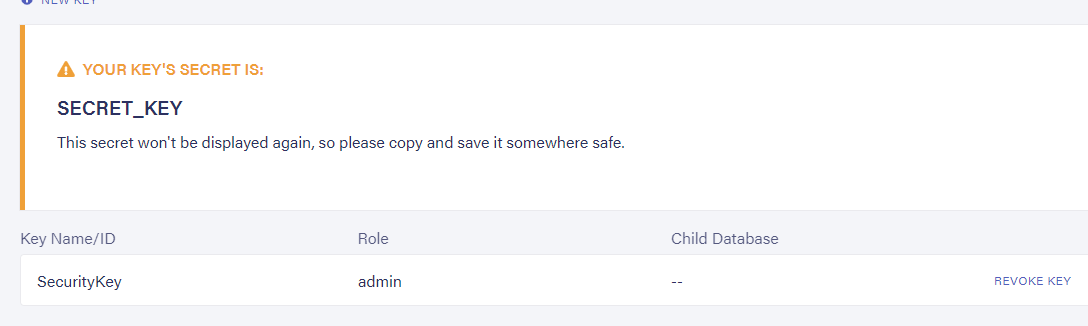 NEW KEY
YOUR KEY'S SECRET IS:
SECRET_KEY
This secret won't be displayed again, so please copy and save it somewhere safe.
Key Name/ID Role Child Database
SecurityKey admin -- REVOKE KEY